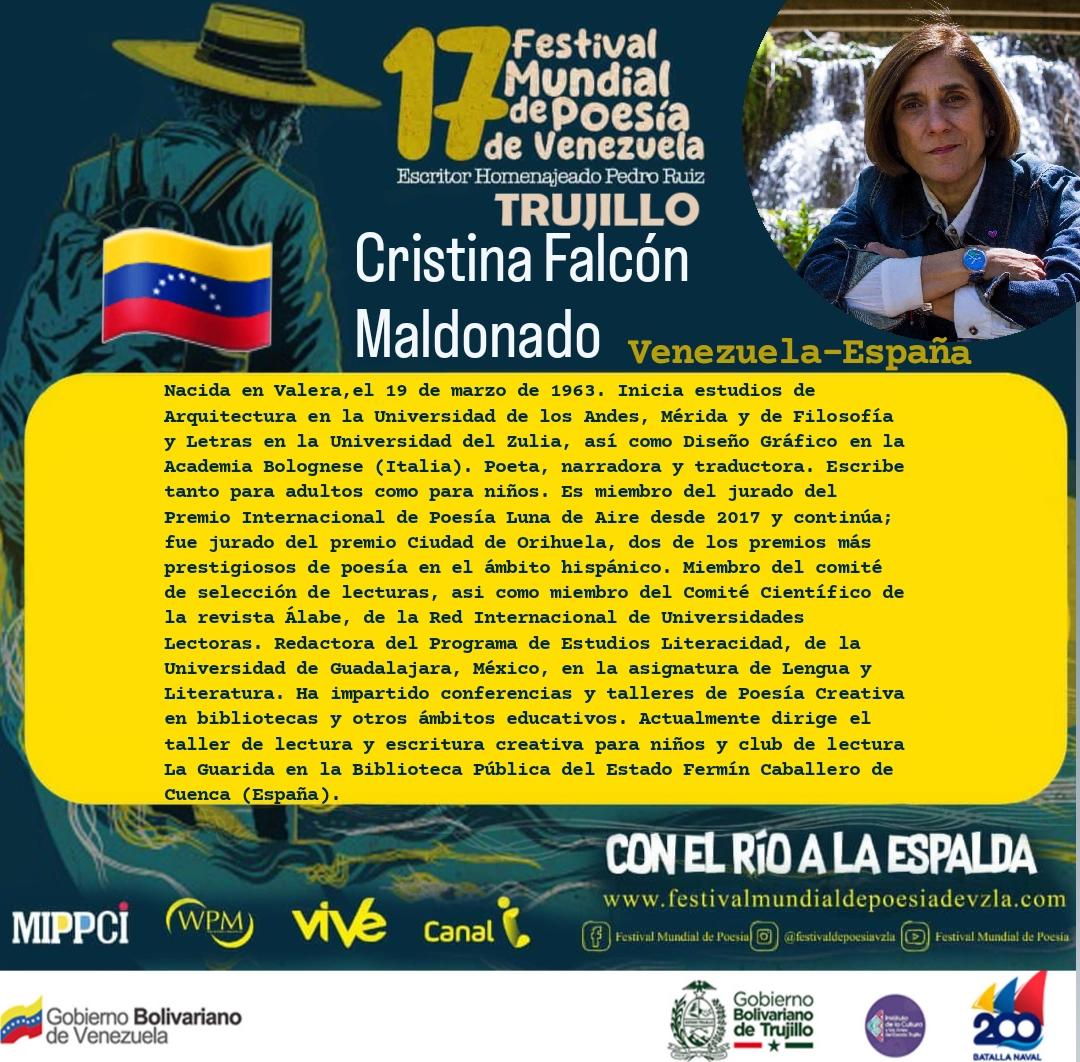 17 Festival
Mundial
de Poesía
de Venezuela
Escritor Homenajeado Pedro Ruiz
TRUJILLO
Cristina Falcón
Maldonado
Venezuela-España
Nacida en Valera,el 19 de marzo de 1963. Inicia estudios de
Arquitectura en la Universidad de los Andes, Mérida y de Filosofía
y Letras en la Universidad del Zulia, así como Diseño Gráfico en la
Academia Bolognese (Italia). Poeta, narradora y traductora. Escribe
tanto para adultos como para niños. Es miembro del jurado del
Premio Internacional de Poesía Luna de Aire desde 2017 y continúa;
fue jurado del premio Ciudad de Orihuela, dos de los premios más
prestigiosos de poesía en el ámbito hispánico. Miembro del comité
de selección de lecturas, asi como miembro del Comité Científico de
la revista Álabe, de la Red Internacional de Universidades
Lectoras. Redactora del Programa de Estudios Literacidad, de la
Universidad de Guadalajara, México, en la asignatura de Lengua y
Literatura. Ha impartido conferencias y talleres de Poesía Creativa
en bibliotecas y otros ámbitos educativos. Actualmente dirige el
taller de lectura y escritura creativa para niños y club de lectura
La Guarida en la Biblioteca Pública del Estado Fermín Caballero de
Cuenca (España).
CON EL RÍO A LA ESPALDA
www.festivalmundialdepoesiadevzla.com
Festival Mundial de Poesia @festivaldepoesiavzla Festival Mundial de Poesia
MIPPCI WPM vive Canal i
Gobierno Bolivariano
de Venezuela
Gobierno
Bolivariano
de Trujillo
Instituto
de la Cultura
200
BATALLA NAVAL